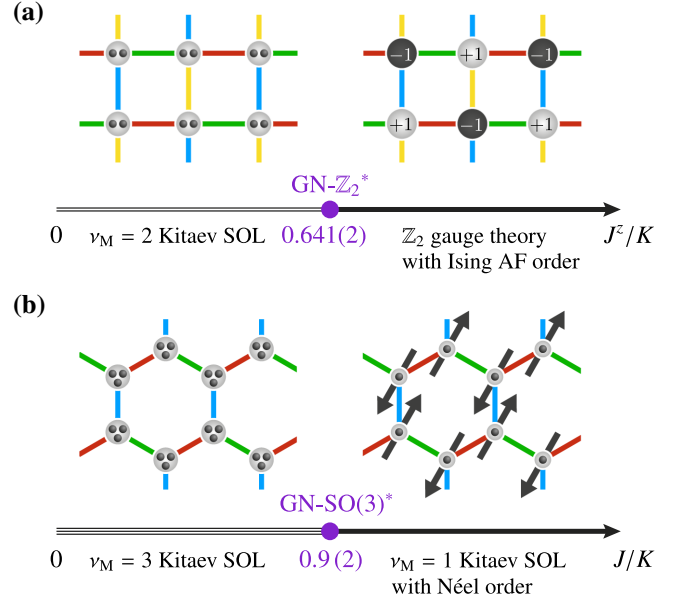 (a)
−1 +1 −1
+1 −1 +1
GN-ℤ₂*
0 ν_M = 2 Kitaev SOL 0.641(2) ℤ₂ gauge theory J^z/K
with Ising AF order
(b)
GN-SO(3)*
0 ν_M = 3 Kitaev SOL 0.9(2) ν_M = 1 Kitaev SOL J/K
with Néel order